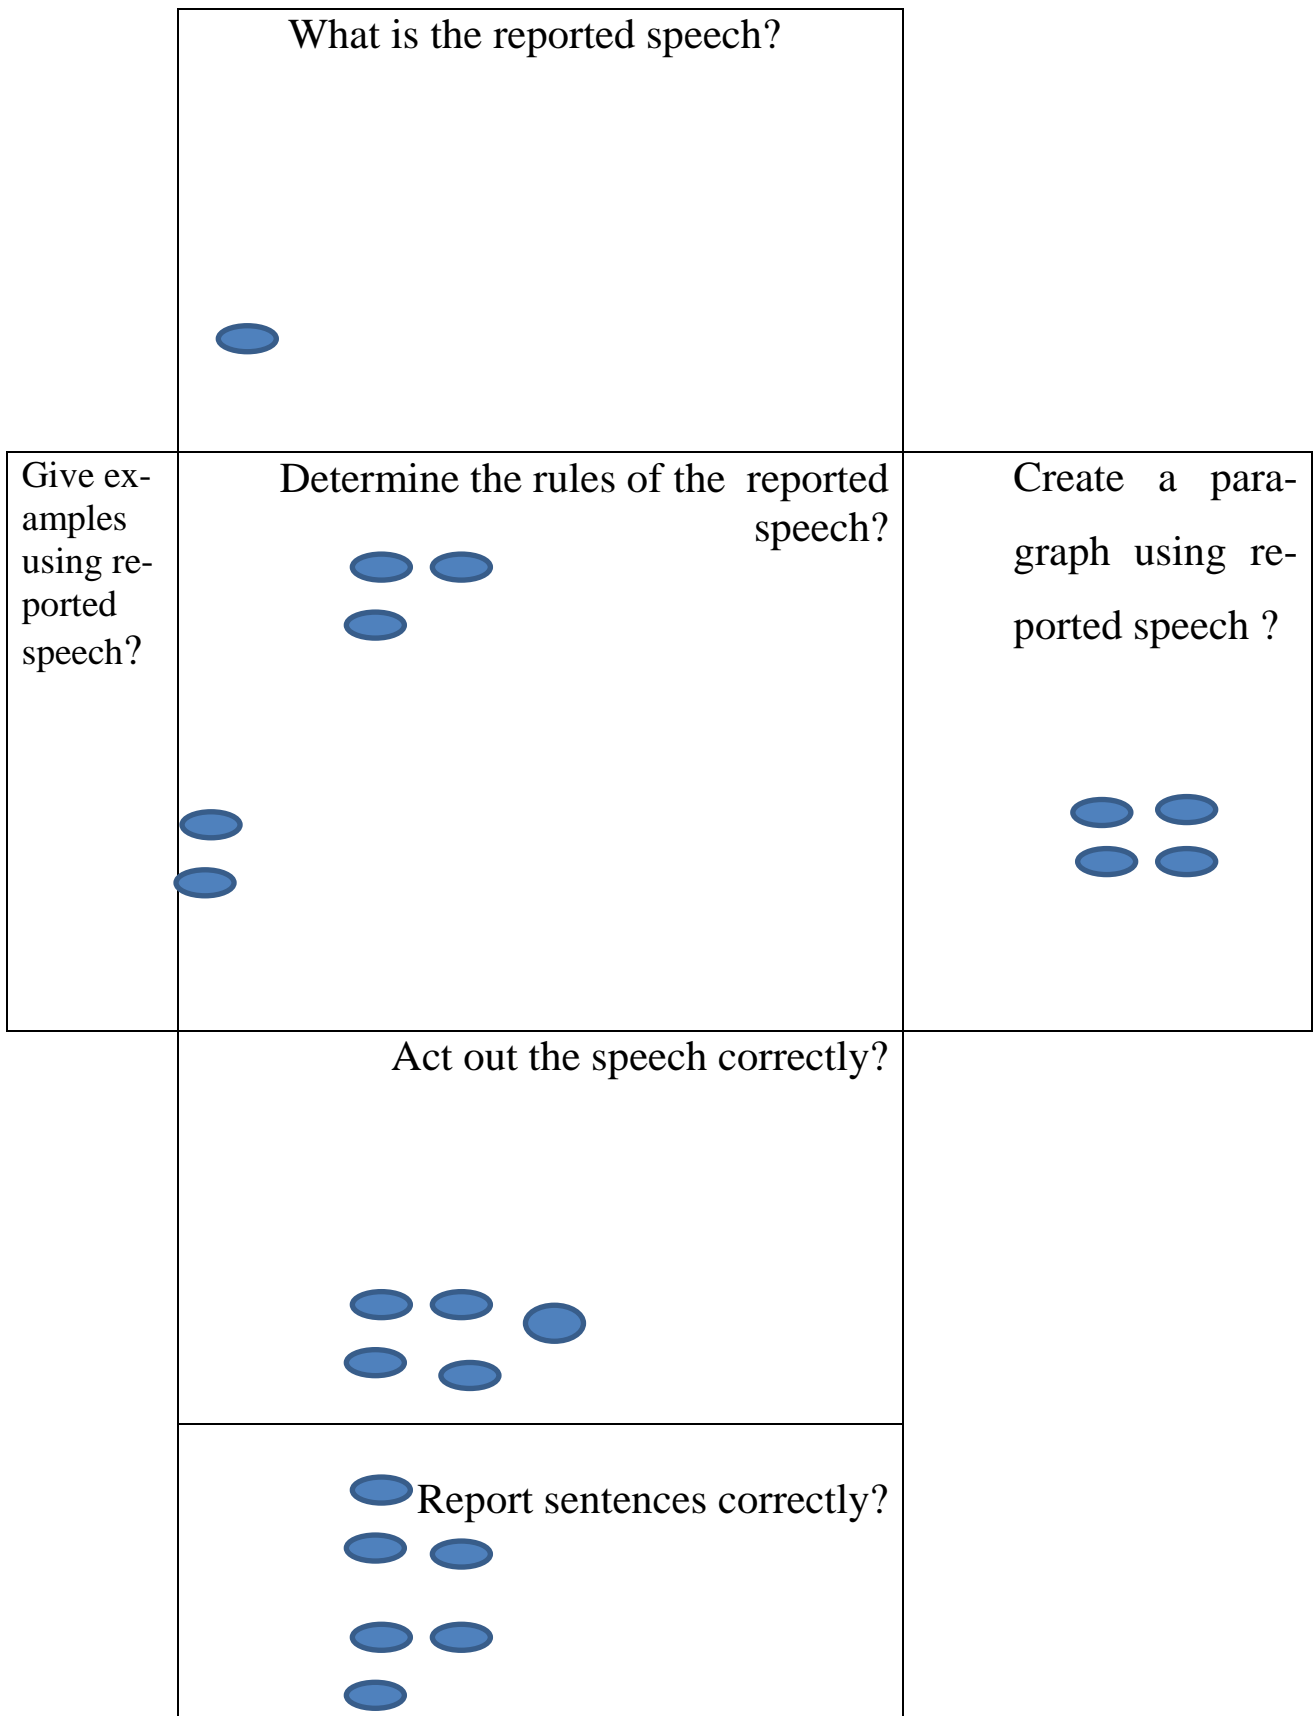 What is the reported speech?
Give ex-
amples
using re-
ported
speech?
Determine the rules of the reported
speech?
Create a para-
graph using re-
ported speech ?
Act out the speech correctly?
Report sentences correctly?